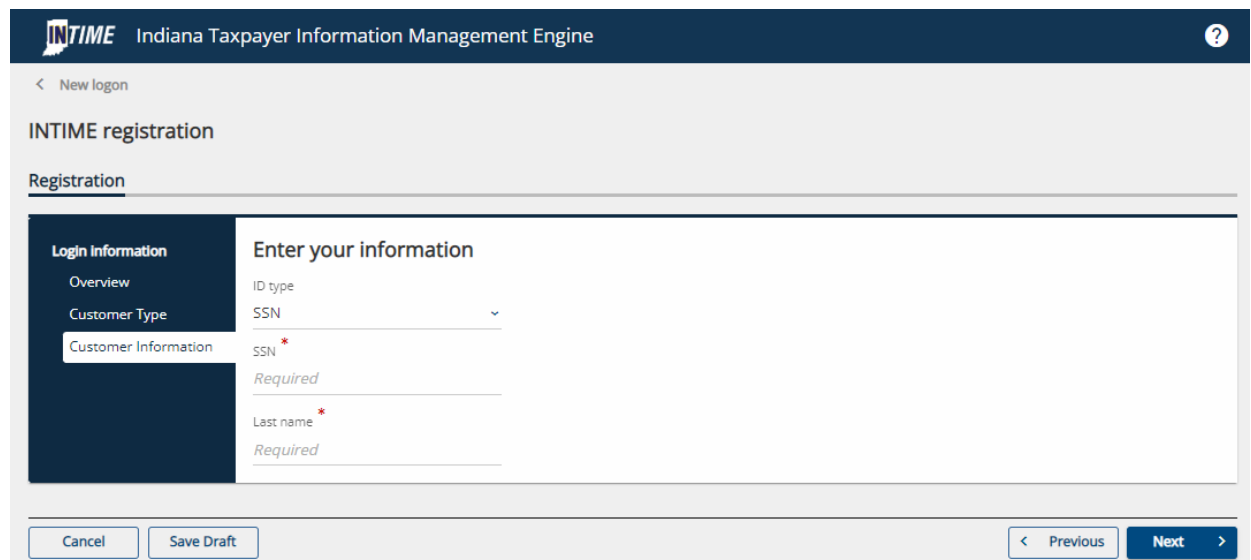 INTIME Indiana Taxpayer Information Management Engine ?
< New logon
INTIME registration
Registration
Login information
Overview
Customer Type
Customer Information
Enter your information
ID type
SSN
SSN *
Required
Last name *
Required
Cancel Save Draft < Previous Next >